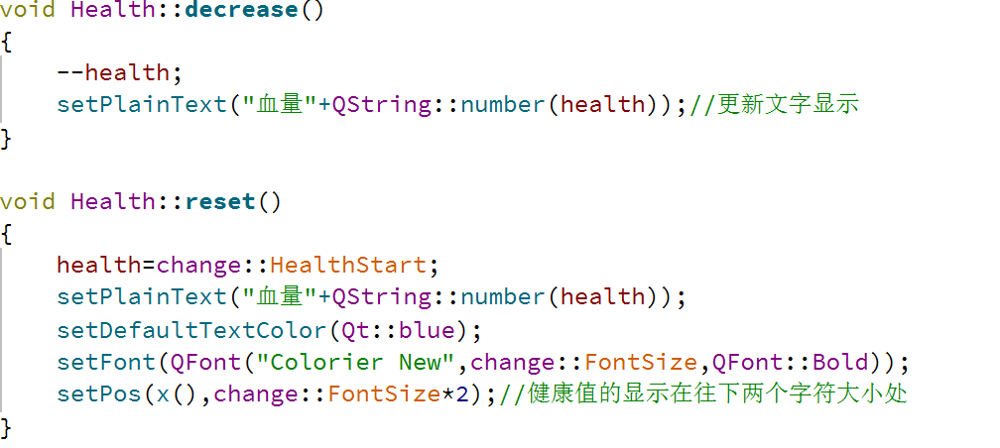 void Health::decrease()
{
    --health;
    setPlainText("血量"+QString::number(health));//更新文字显示
}
void Health::reset()
{
    health=change::HealthStart;
    setPlainText("血量"+QString::number(health));
    setDefaultTextColor(Qt::blue);
    setFont(QFont("Colorier New",change::FontSize,QFont::Bold));
    setPos(x(),change::FontSize*2);//健康值的显示在往下两个字符大小处
}